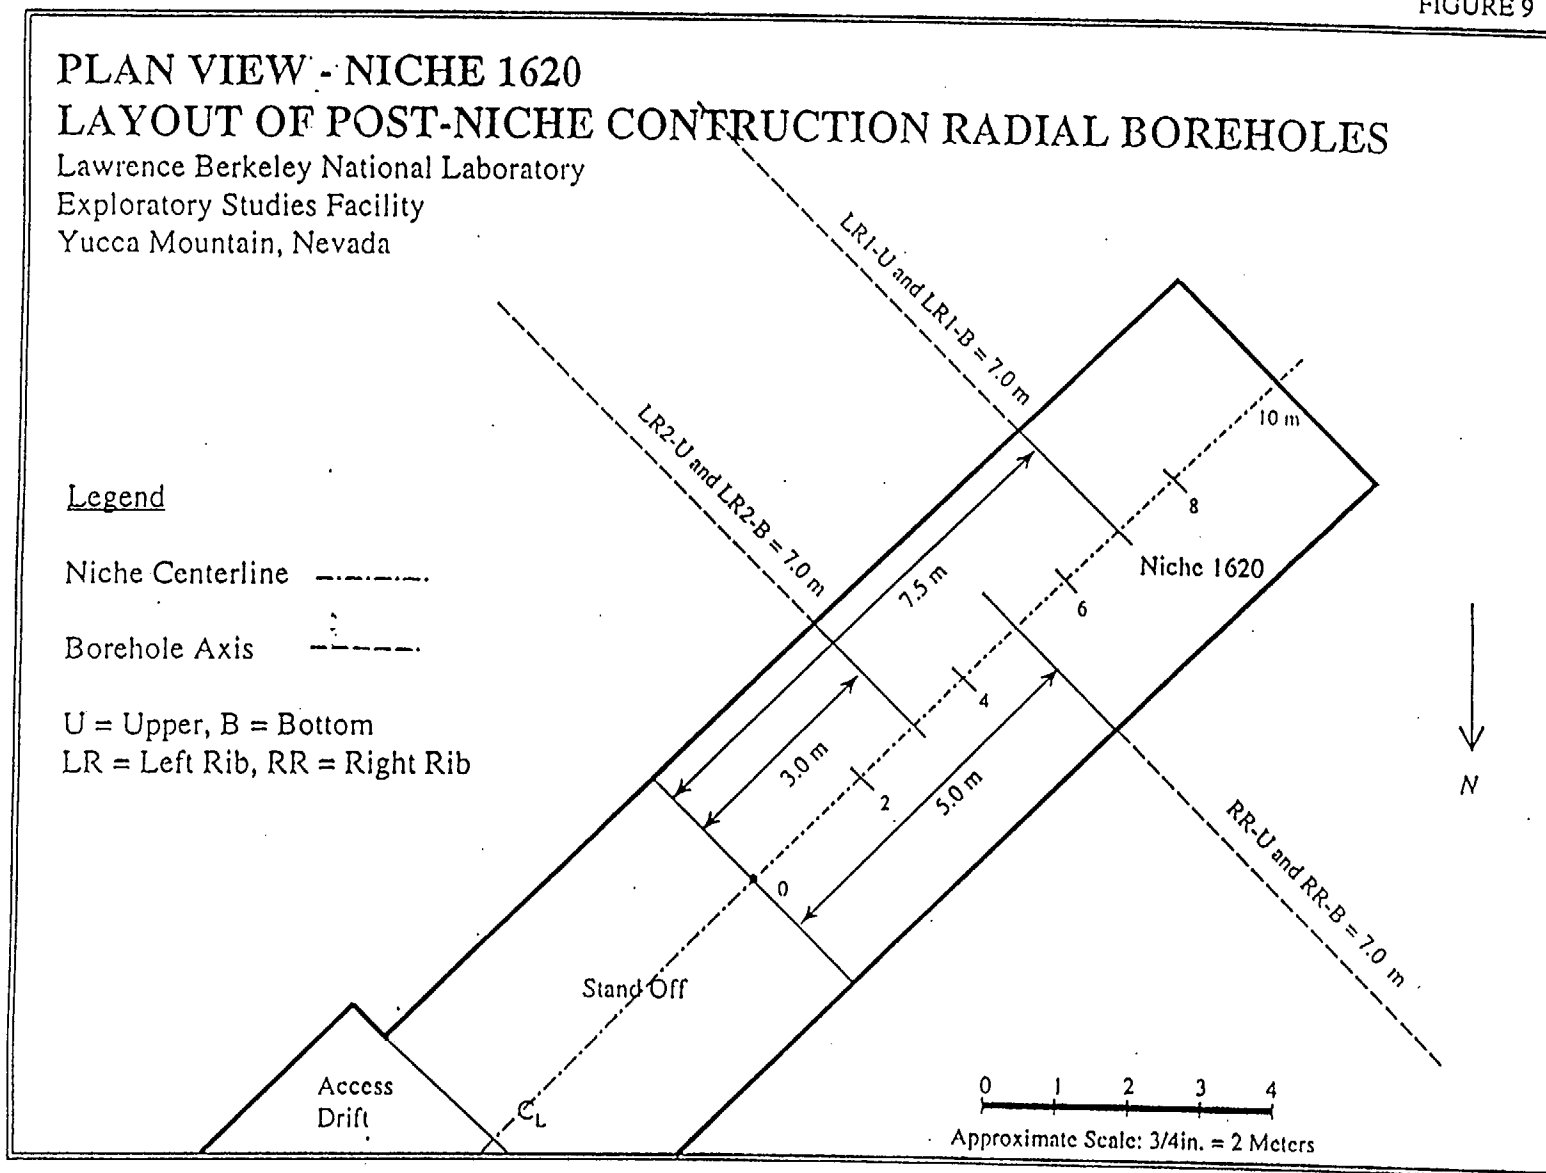 FIGURE 9
PLAN VIEW - NICHE 1620
LAYOUT OF POST-NICHE CONTRUCTION RADIAL BOREHOLES
Lawrence Berkeley National Laboratory
Exploratory Studies Facility
Yucca Mountain, Nevada
LR1-U and LR1-B = 7.0 m
LR2-U and LR2-B = 7.0 m
10 m
8
Niche 1620
6
7.5 m
4
3.0 m
2
5.0 m
0
Legend
Niche Centerline
Borehole Axis
U = Upper, B = Bottom
LR = Left Rib, RR = Right Rib
N
RR-U and RR-B = 7.0 m
Stand Off
Access
Drift
CL
0 1 2 3 4
Approximate Scale: 3/4in. = 2 Meters